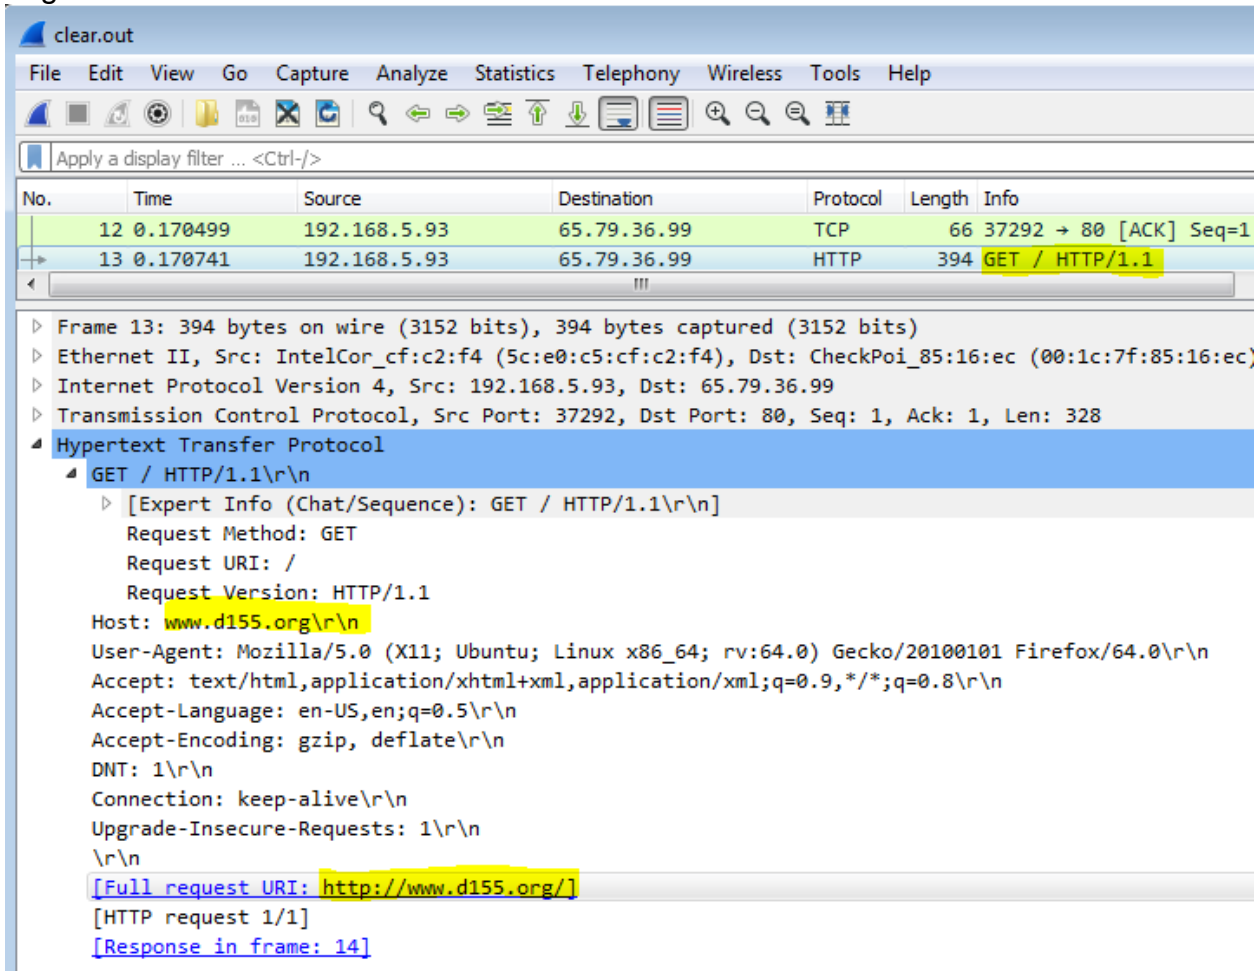 clear.out
File Edit View Go Capture Analyze Statistics Telephony Wireless Tools Help
Apply a display filter ... <Ctrl-/>
No. Time Source Destination Protocol Length Info
12 0.170499 192.168.5.93 65.79.36.99 TCP 66 37292 → 80 [ACK] Seq=1
13 0.170741 192.168.5.93 65.79.36.99 HTTP 394 GET / HTTP/1.1
Frame 13: 394 bytes on wire (3152 bits), 394 bytes captured (3152 bits)
Ethernet II, Src: IntelCor_cf:c2:f4 (5c:e0:c5:cf:c2:f4), Dst: CheckPoi_85:16:ec (00:1c:7f:85:16:ec)
Internet Protocol Version 4, Src: 192.168.5.93, Dst: 65.79.36.99
Transmission Control Protocol, Src Port: 37292, Dst Port: 80, Seq: 1, Ack: 1, Len: 328
Hypertext Transfer Protocol
GET / HTTP/1.1\r\n
[Expert Info (Chat/Sequence): GET / HTTP/1.1\r\n]
Request Method: GET
Request URI: /
Request Version: HTTP/1.1
Host: www.d155.org\r\n
User-Agent: Mozilla/5.0 (X11; Ubuntu; Linux x86_64; rv:64.0) Gecko/20100101 Firefox/64.0\r\n
Accept: text/html,application/xhtml+xml,application/xml;q=0.9,*/*;q=0.8\r\n
Accept-Language: en-US,en;q=0.5\r\n
Accept-Encoding: gzip, deflate\r\n
DNT: 1\r\n
Connection: keep-alive\r\n
Upgrade-Insecure-Requests: 1\r\n
\r\n
[Full request URI: http://www.d155.org/]
[HTTP request 1/1]
[Response in frame: 14]